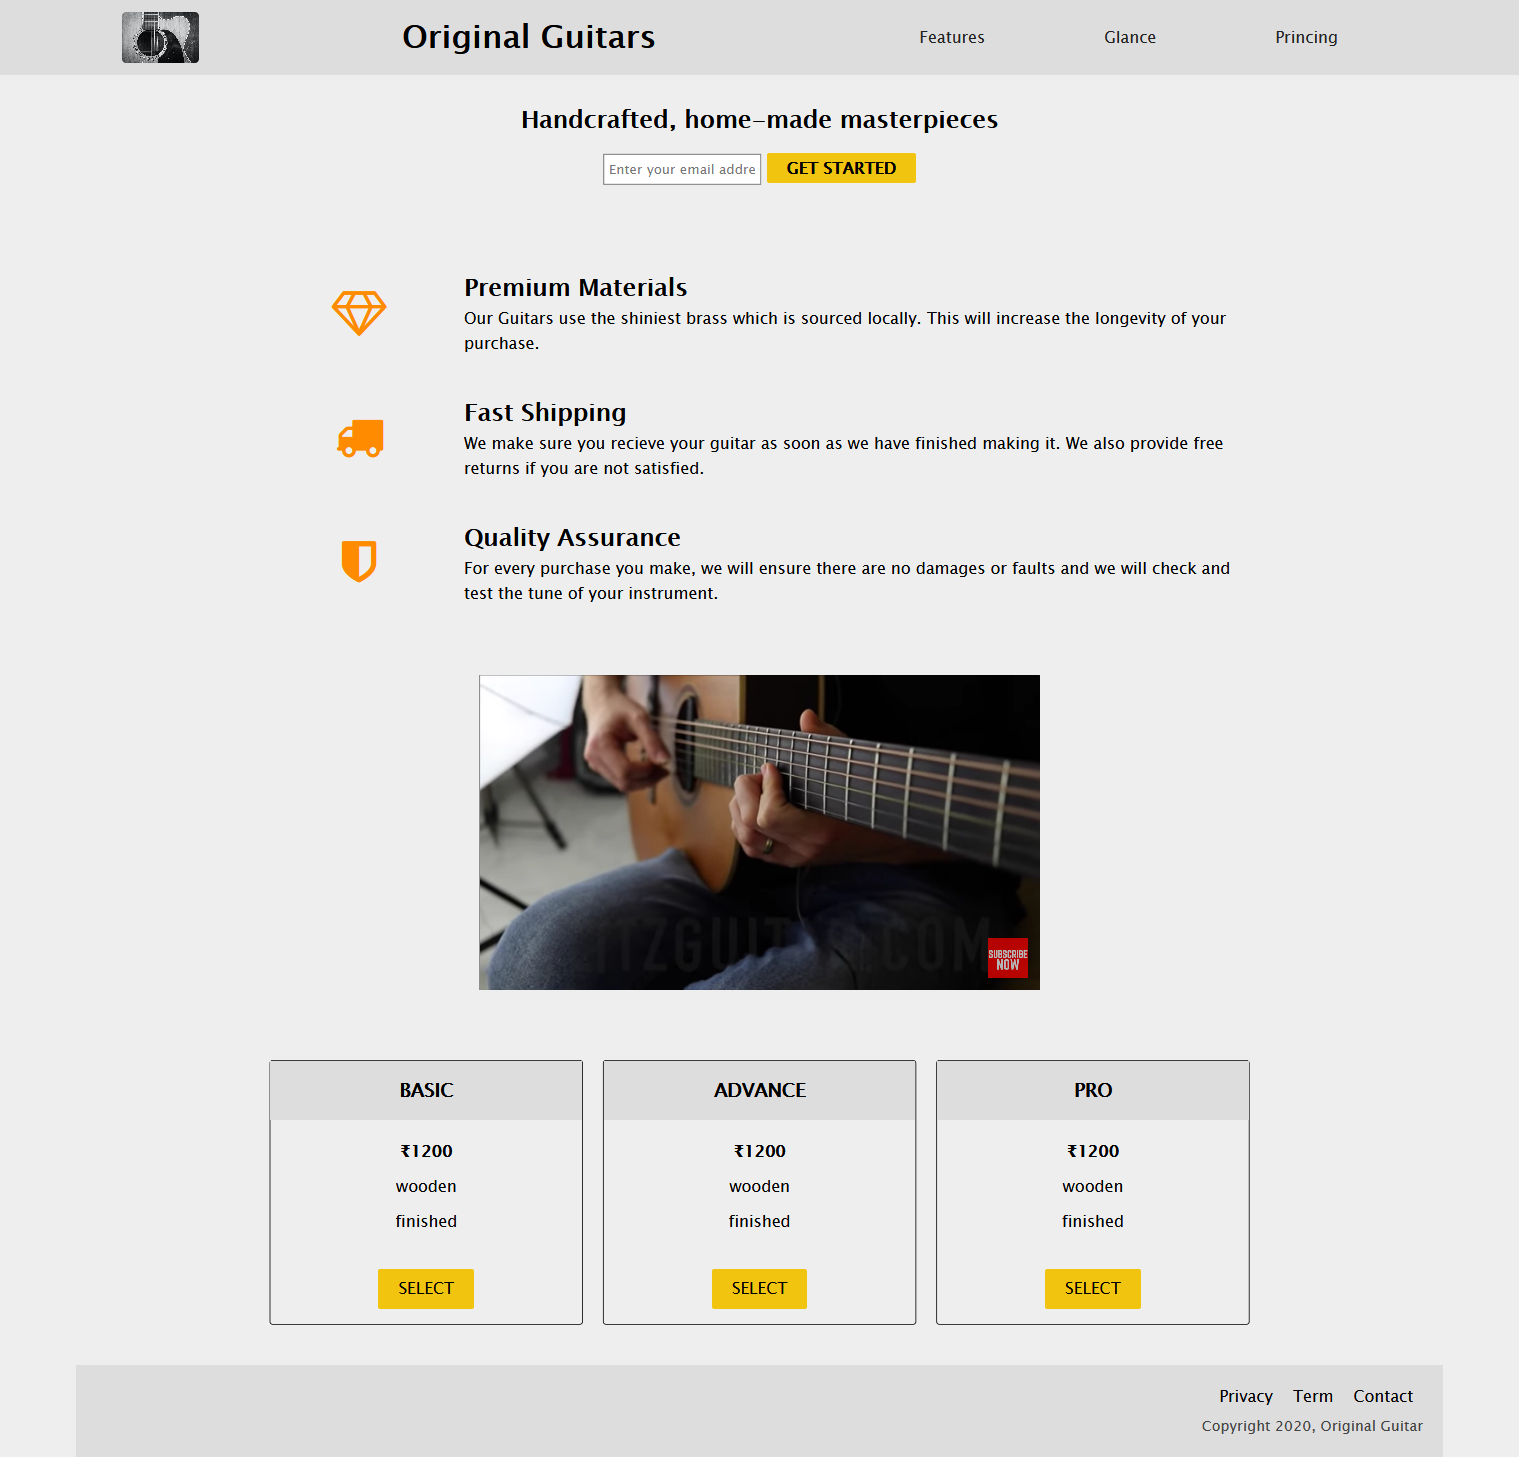 Original Guitars
Features
Glance
Princing
Handcrafted, home-made masterpieces
Enter your email addre
GET STARTED
Premium Materials
Our Guitars use the shiniest brass which is sourced locally. This will increase the longevity of your
purchase.
Fast Shipping
We make sure you recieve your guitar as soon as we have finished making it. We also provide free
returns if you are not satisfied.
Quality Assurance
For every purchase you make, we will ensure there are no damages or faults and we will check and
test the tune of your instrument.
SUBSCRIBE
NOW
BASIC
₹1200
wooden
finished
SELECT
ADVANCE
₹1200
wooden
finished
SELECT
PRO
₹1200
wooden
finished
SELECT
Privacy Term Contact
Copyright 2020, Original Guitar